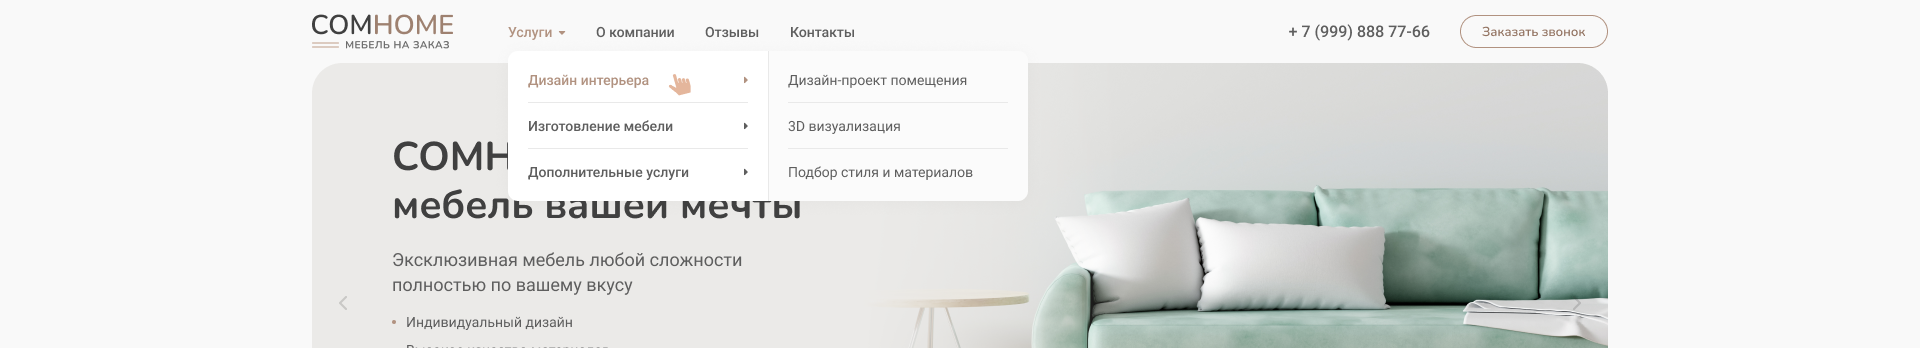 COMHOME
МЕБЕЛЬ НА ЗАКАЗ
Услуги
О компании
Отзывы
Контакты
+ 7 (999) 888 77-66
Заказать звонок
Дизайн интерьера
Изготовление мебели
Дополнительные услуги
Дизайн-проект помещения
3D визуализация
Подбор стиля и материалов
COMH
мебель вашей мечты
Эксклюзивная мебель любой сложности
полностью по вашему вкусу
Индивидуальный дизайн